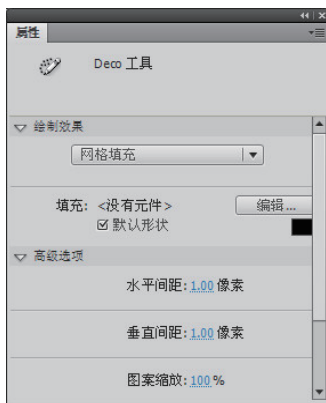 属性
Deco 工具
绘制效果
网格填充
填充: <没有元件> 编辑...
默认形状
高级选项
水平间距: 1.00 像素
垂直间距: 1.00 像素
图案缩放: 100 %